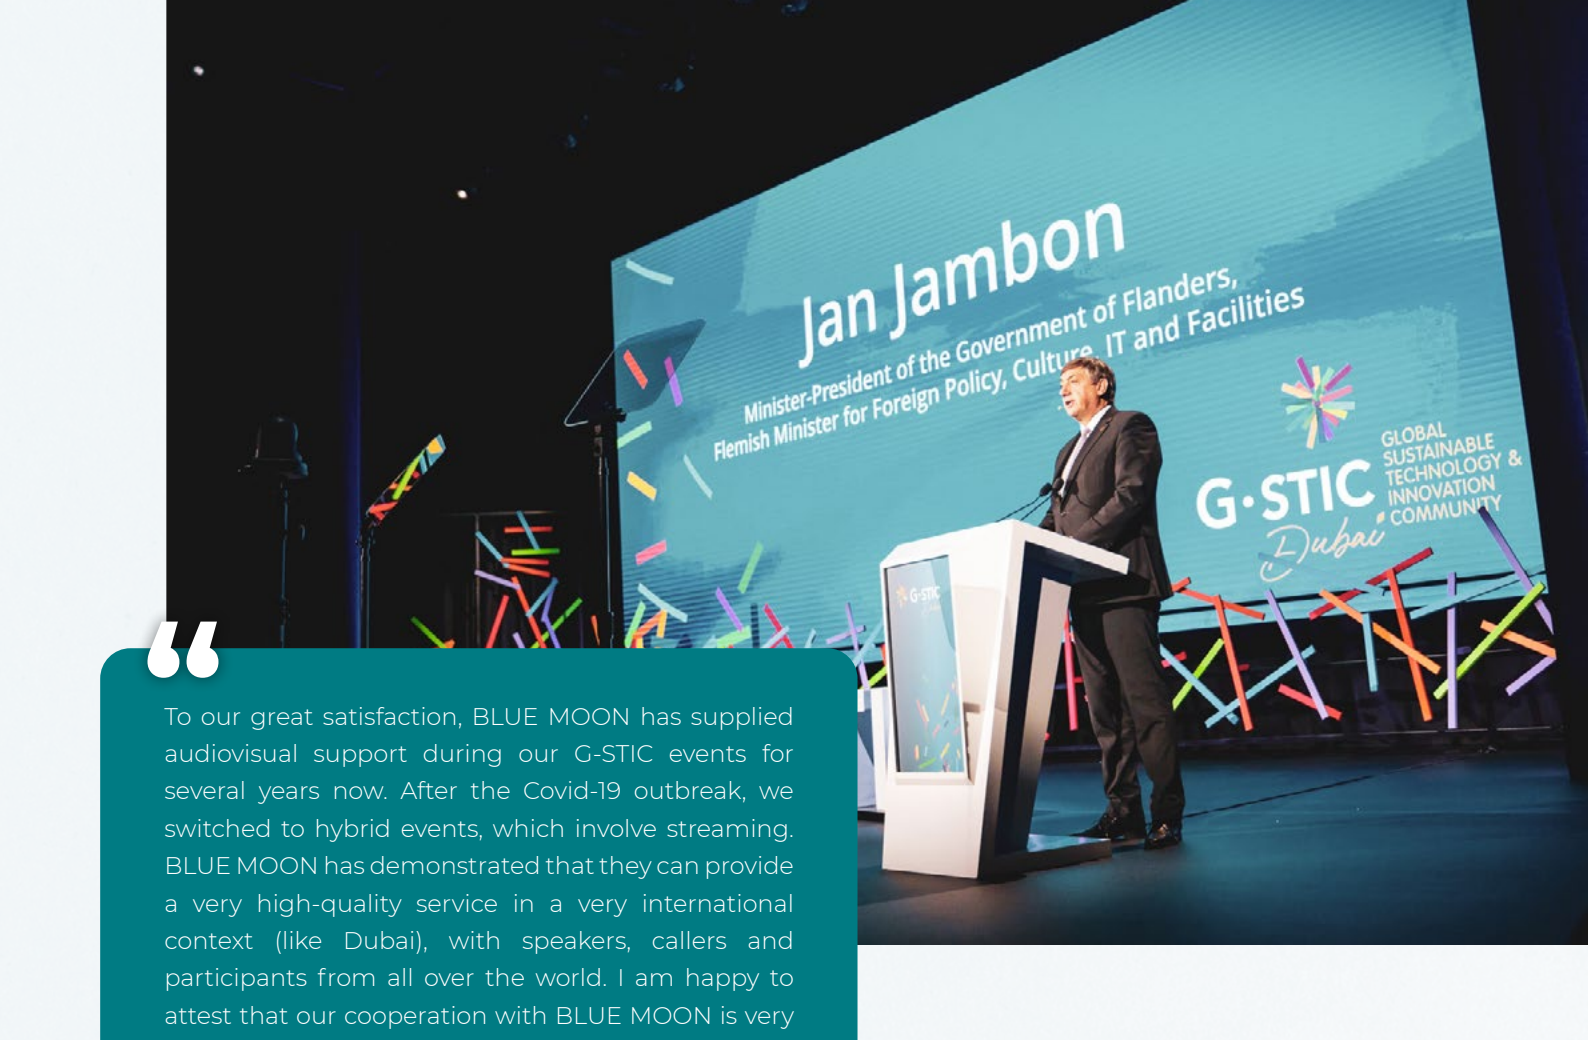 Jan Jambon
Minister-President of the Government of Flanders,
Flemish Minister for Foreign Policy, Culture, IT and Facilities
G·STIC
Dubai
GLOBAL
SUSTAINABLE
TECHNOLOGY &
INNOVATION
COMMUNITY
G-STIC
“
To our great satisfaction, BLUE MOON has supplied
audiovisual support during our G-STIC events for
several years now. After the Covid-19 outbreak, we
switched to hybrid events, which involve streaming.
BLUE MOON has demonstrated that they can provide
a very high-quality service in a very international
context (like Dubai), with speakers, callers and
participants from all over the world. I am happy to
attest that our cooperation with BLUE MOON is very